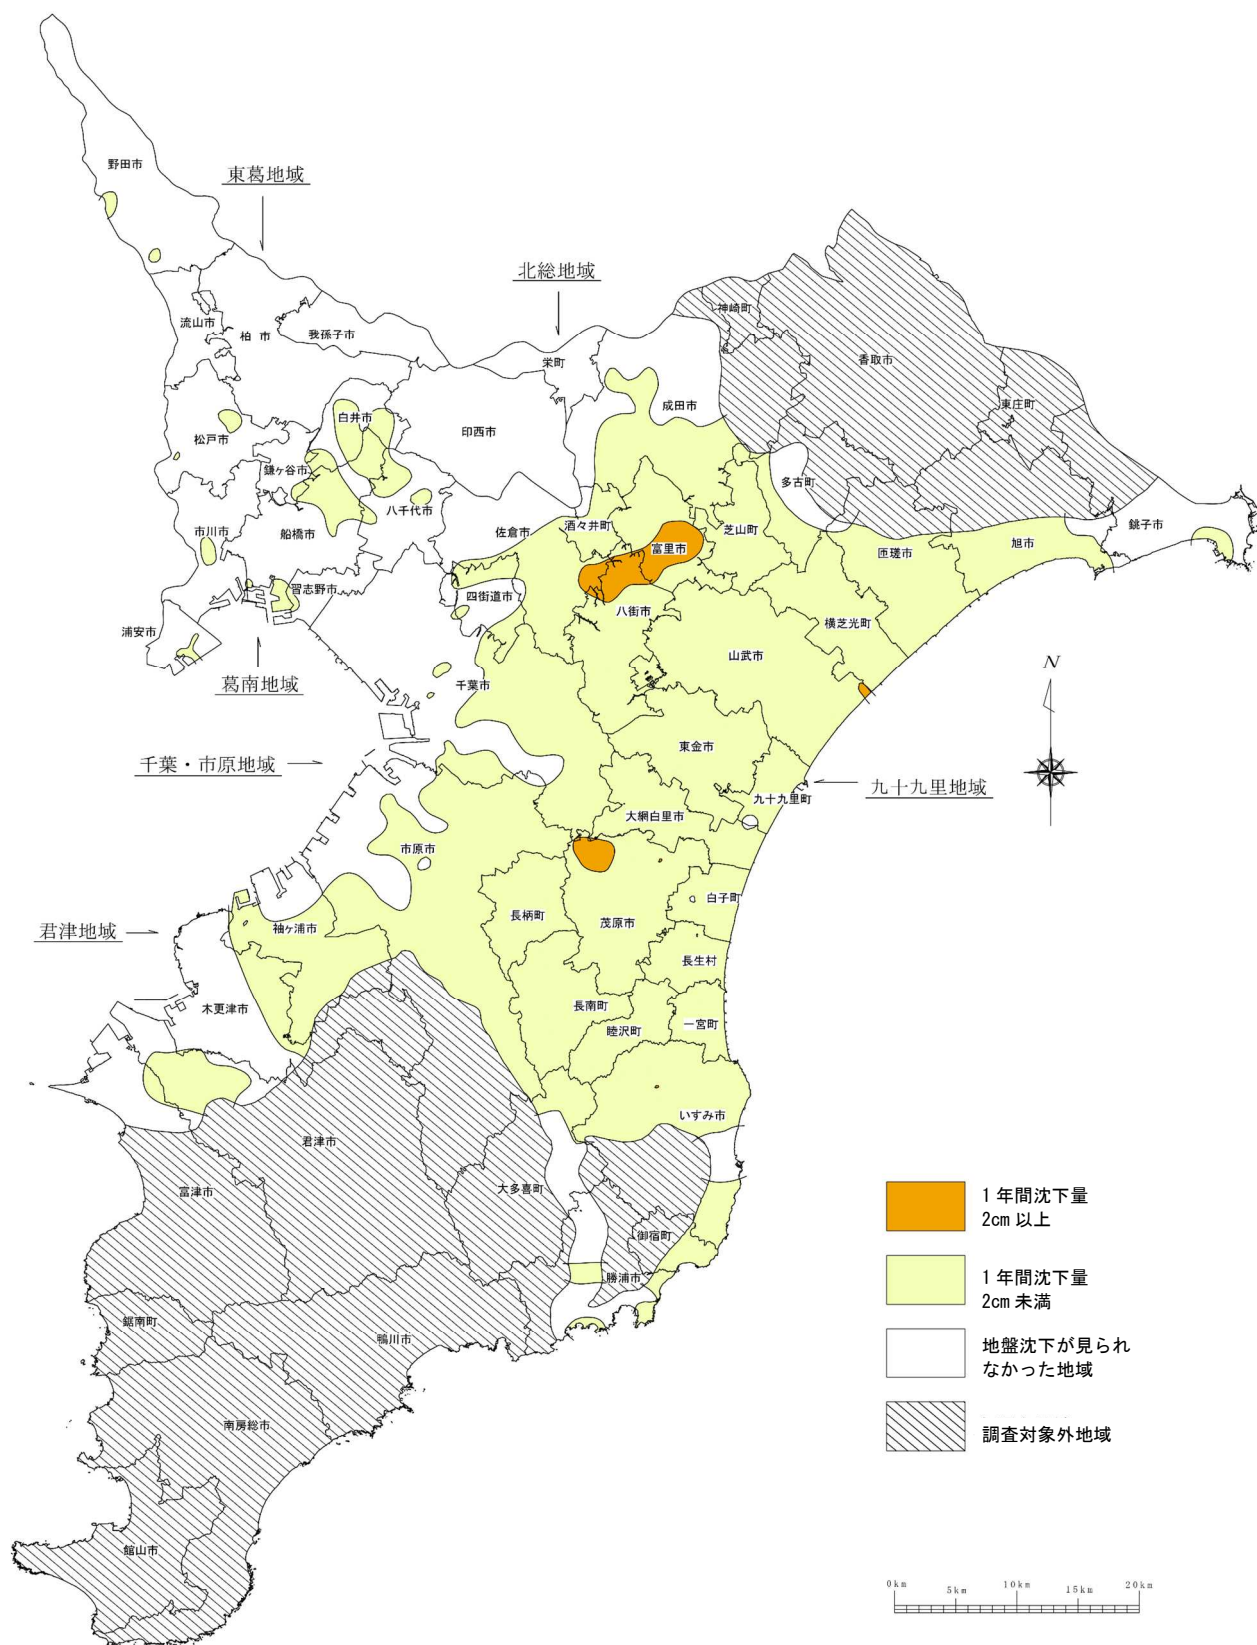 野田市
東葛地域
北総地域
神崎町
流山市
柏 市
我孫子市
栄町
香取市
成田市
東庄町
白井市
印西市
松戸市
鎌ヶ谷市
多古町
八千代市
市川市
船橋市
佐倉市
酒々井町
芝山町
銚子市
富里市
匝瑳市
旭市
習志野市
四街道市
八街市
浦安市
横芝光町
山武市
葛南地域
千葉市
N
東金市
千葉・市原地域
九十九里地域
九十九里町
大網白里市
市原市
白子町
長柄町
茂原市
君津地域
袖ヶ浦市
長生村
木更津市
長南町
睦沢町
一宮町
いすみ市
君津市
富津市
大多喜町
御宿町
勝浦市
鋸南町
鴨川市
南房総市
館山市
1年間沈下量
2cm以上
1年間沈下量
2cm未満
地盤沈下が見られ
なかった地域
調査対象外地域
0km
5km
10km
15km
20km